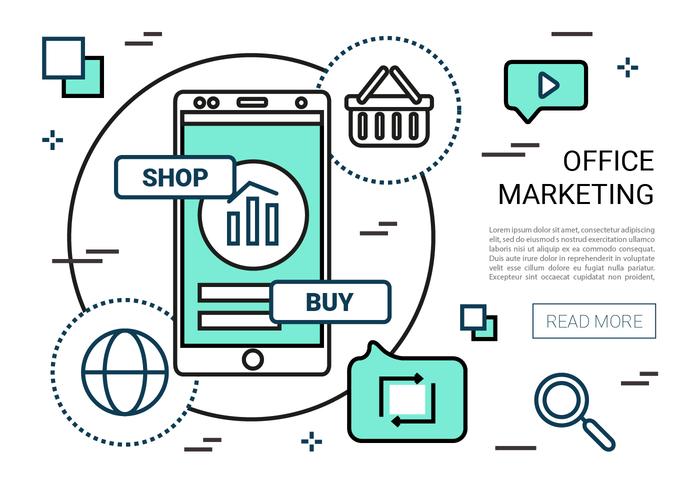 SHOP
BUY
OFFICE
MARKETING
Lorem ipsum dolor sit amet, consectetur adipiscing
elit, sed do eiusmod nostrud exercitation ullamco
laboris nisi ut aliquip ex ea commodo consequat.
Duis aute irure dolor in reprehenderit in voluptate
velit esse cillum dolore eu fugiat nulla pariatur.
Excepteur sint occaecat cupidatat non proident,
READ MORE